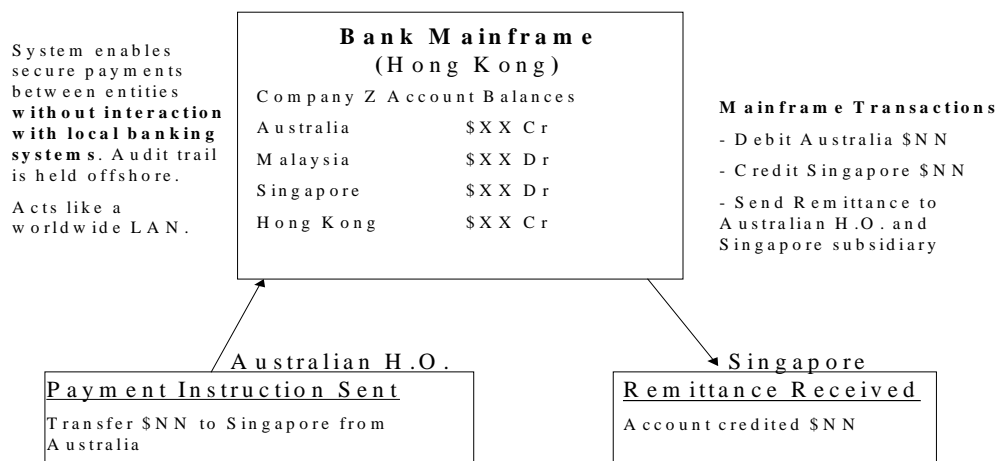 System enables
secure payments
between entities
without interaction
with local banking
systems. Audit trail
is held offshore.
Acts like a
worldwide LAN.
Bank Mainframe
(Hong Kong)
Company Z Account Balances
Australia $XX Cr
Malaysia $XX Dr
Singapore $XX Dr
Hong Kong $XX Cr
Mainframe Transactions
- Debit Australia $NN
- Credit Singapore $NN
- Send Remittance to
Australian H.O. and
Singapore subsidiary
Australian H.O.
Payment Instruction Sent
Transfer $NN to Singapore from
Australia
Singapore
Remittance Received
Account credited $NN